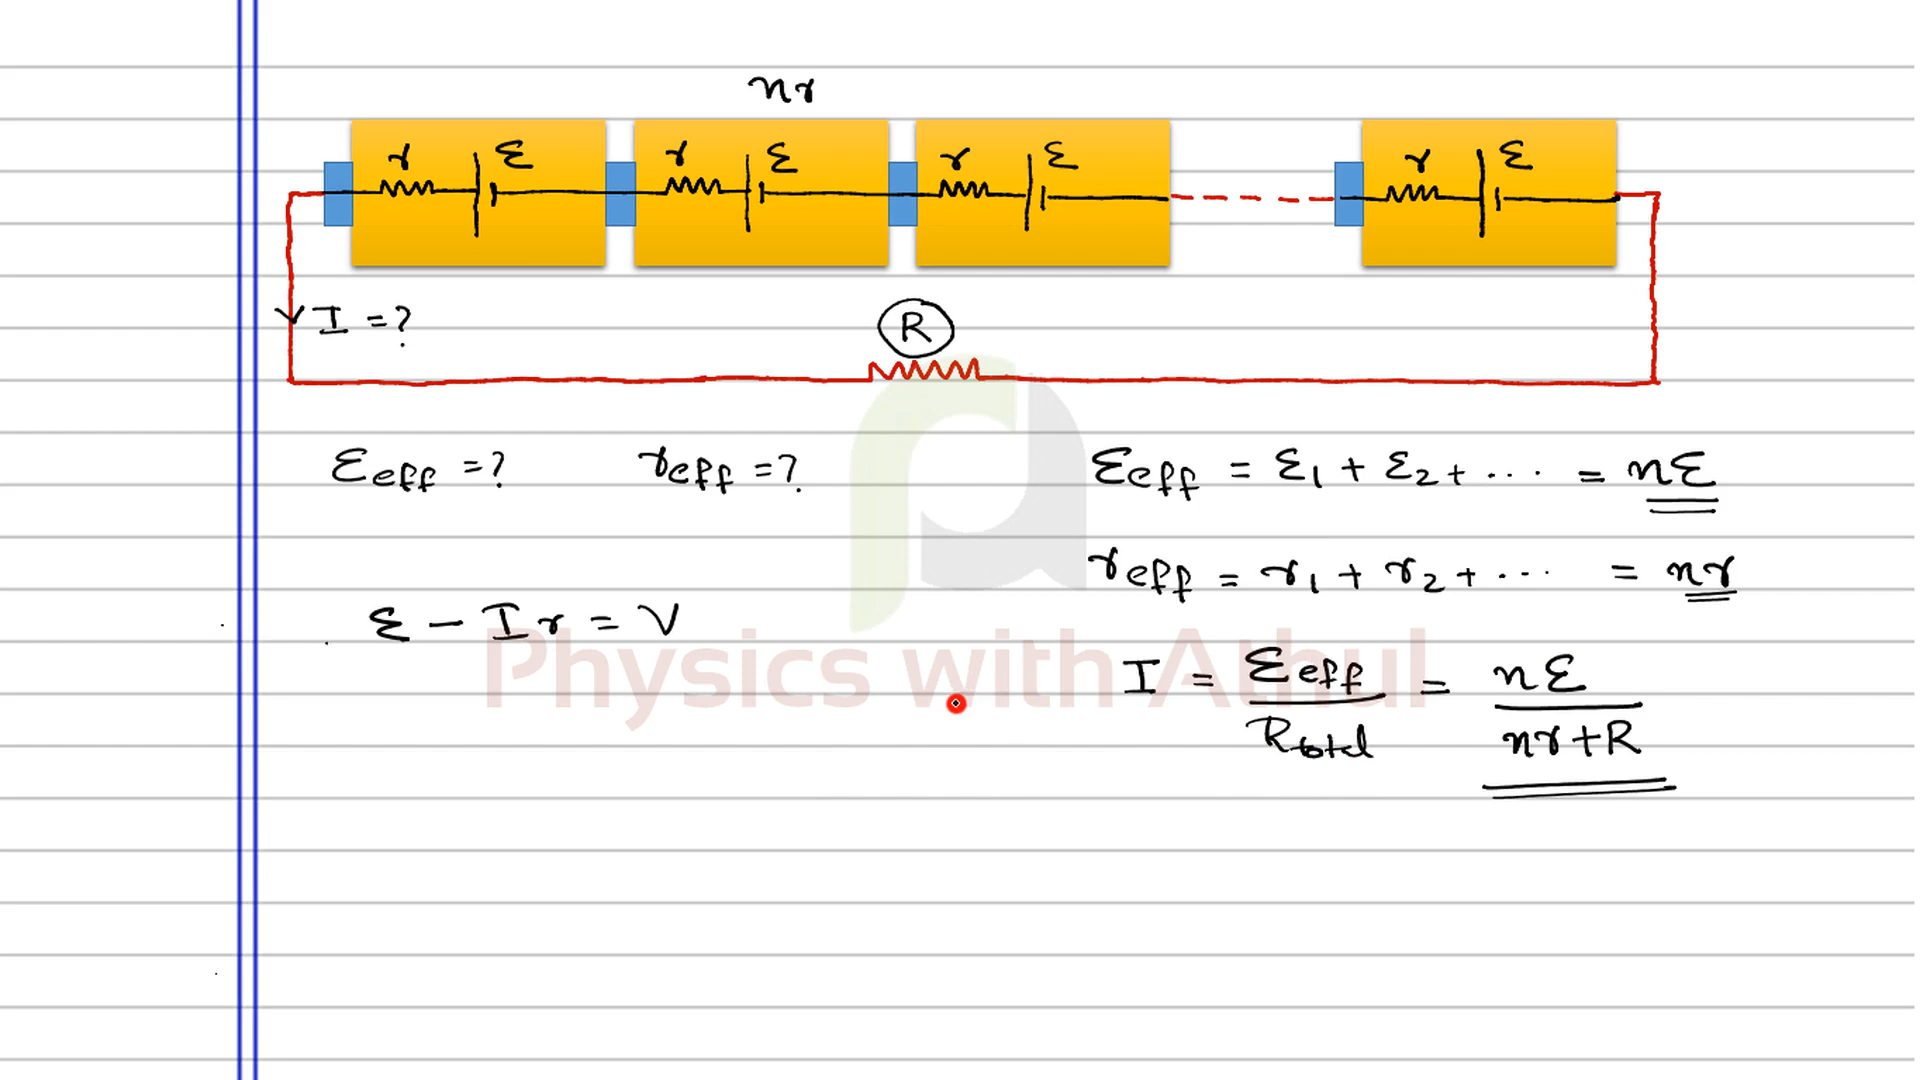 nr
r ε r ε r ε r ε
I = ?
R
εeff = ? reff = ? εeff = ε1 + ε2 + ... = nε
reff = r1 + r2 + ... = nr
ε - Ir = V
Physics with Athul
I = εeff / Rtotal = nε / nr + R